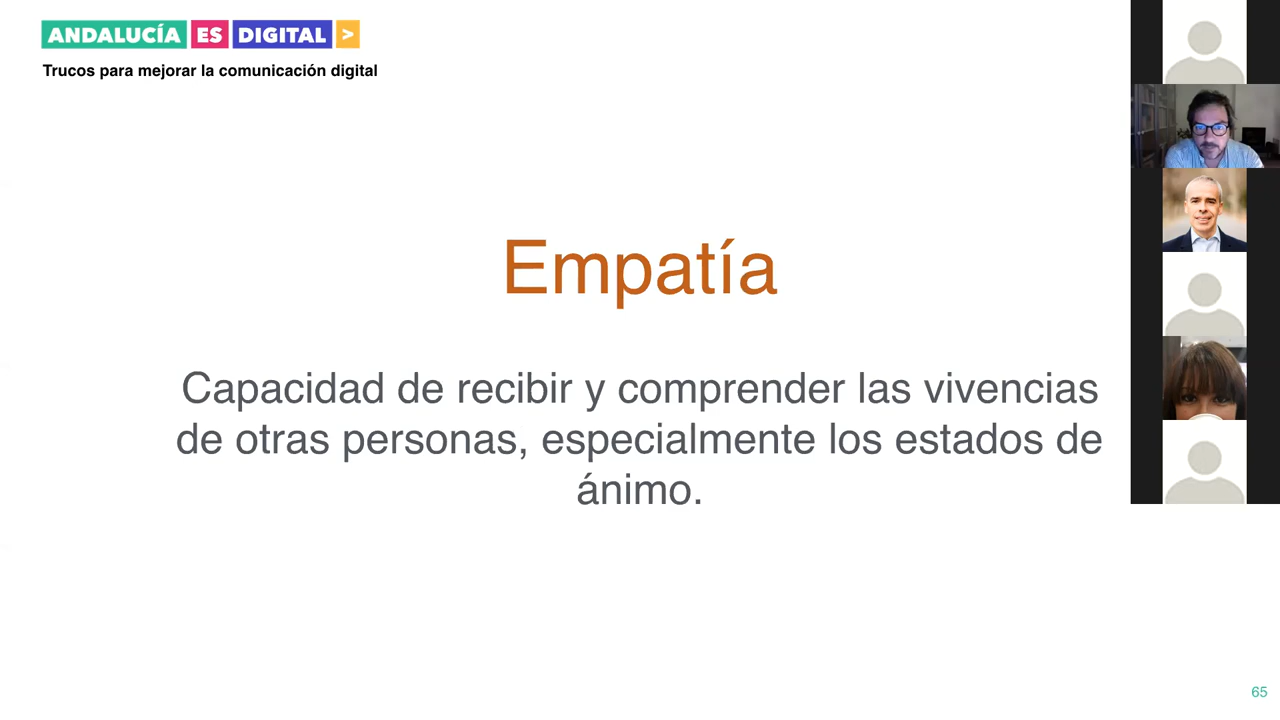 ANDALUCÍA ES DIGITAL >
Trucos para mejorar la comunicación digital
Empatía
Capacidad de recibir y comprender las vivencias
de otras personas, especialmente los estados de
ánimo.
65